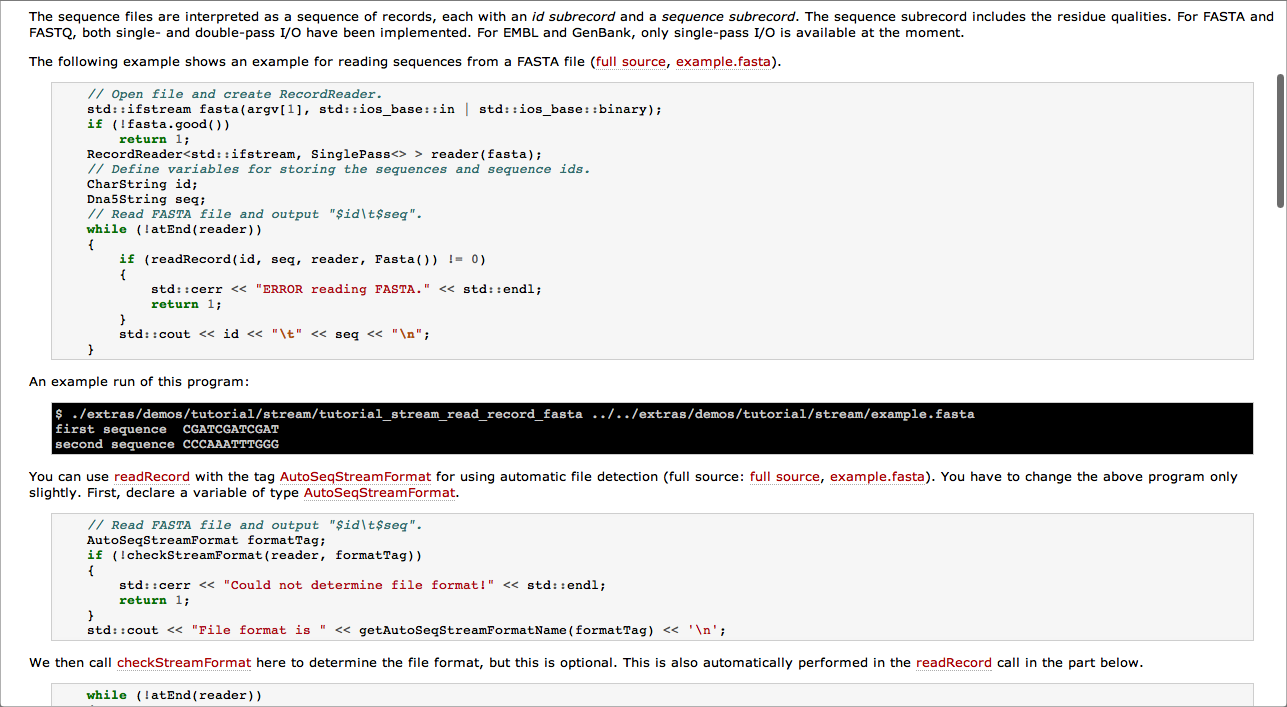 The sequence files are interpreted as a sequence of records, each with an id subrecord and a sequence subrecord. The sequence subrecord includes the residue qualities. For FASTA and
FASTQ, both single- and double-pass I/O have been implemented. For EMBL and GenBank, only single-pass I/O is available at the moment.
The following example shows an example for reading sequences from a FASTA file (full source, example.fasta).
// Open file and create RecordReader.
std::ifstream fasta(argv[1], std::ios_base::in | std::ios_base::binary);
if (!fasta.good())
    return 1;
RecordReader<std::ifstream, SinglePass<> > reader(fasta);
// Define variables for storing the sequences and sequence ids.
CharString id;
Dna5String seq;
// Read FASTA file and output "$id\t$seq".
while (!atEnd(reader))
{
    if (readRecord(id, seq, reader, Fasta()) != 0)
    {
        std::cerr << "ERROR reading FASTA." << std::endl;
        return 1;
    }
    std::cout << id << "\t" << seq << "\n";
}
An example run of this program:
$ ./extras/demos/tutorial/stream/tutorial_stream_read_record_fasta ../../extras/demos/tutorial/stream/example.fasta
first sequence  CGATCGATCGAT
second sequence CCCAAATTTGGG
You can use readRecord with the tag AutoSeqStreamFormat for using automatic file detection (full source: full source, example.fasta). You have to change the above program only
slightly. First, declare a variable of type AutoSeqStreamFormat.
// Read FASTA file and output "$id\t$seq".
AutoSeqStreamFormat formatTag;
if (!checkStreamFormat(reader, formatTag))
{
    std::cerr << "Could not determine file format!" << std::endl;
    return 1;
}
std::cout << "File format is " << getAutoSeqStreamFormatName(formatTag) << '\n';
We then call checkStreamFormat here to determine the file format, but this is optional. This is also automatically performed in the readRecord call in the part below.
while (!atEnd(reader))